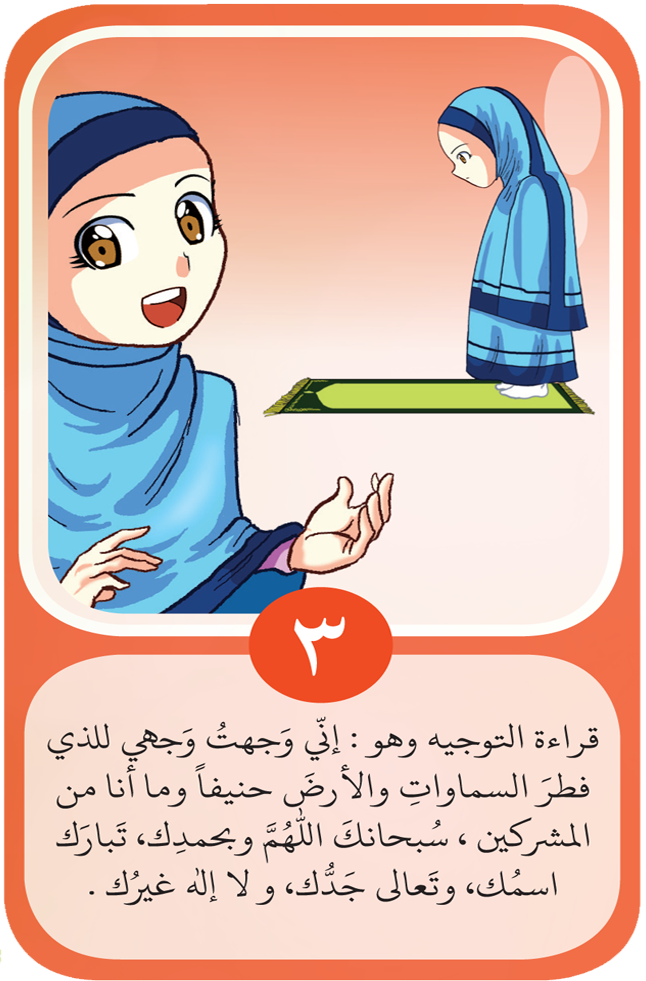 ٣
قراءة التوجيه وهو : إنّي وَجهتُ وَجهي للذي
فطرَ السماواتِ والأرضَ حنيفاً وما أنا من
المشركين ، سُبحانكَ اللّهُمَّ وبحمدِك، تَبارَك
اسمُك، وتَعالى جَدُّك، و لا إلٰه غيرُك .